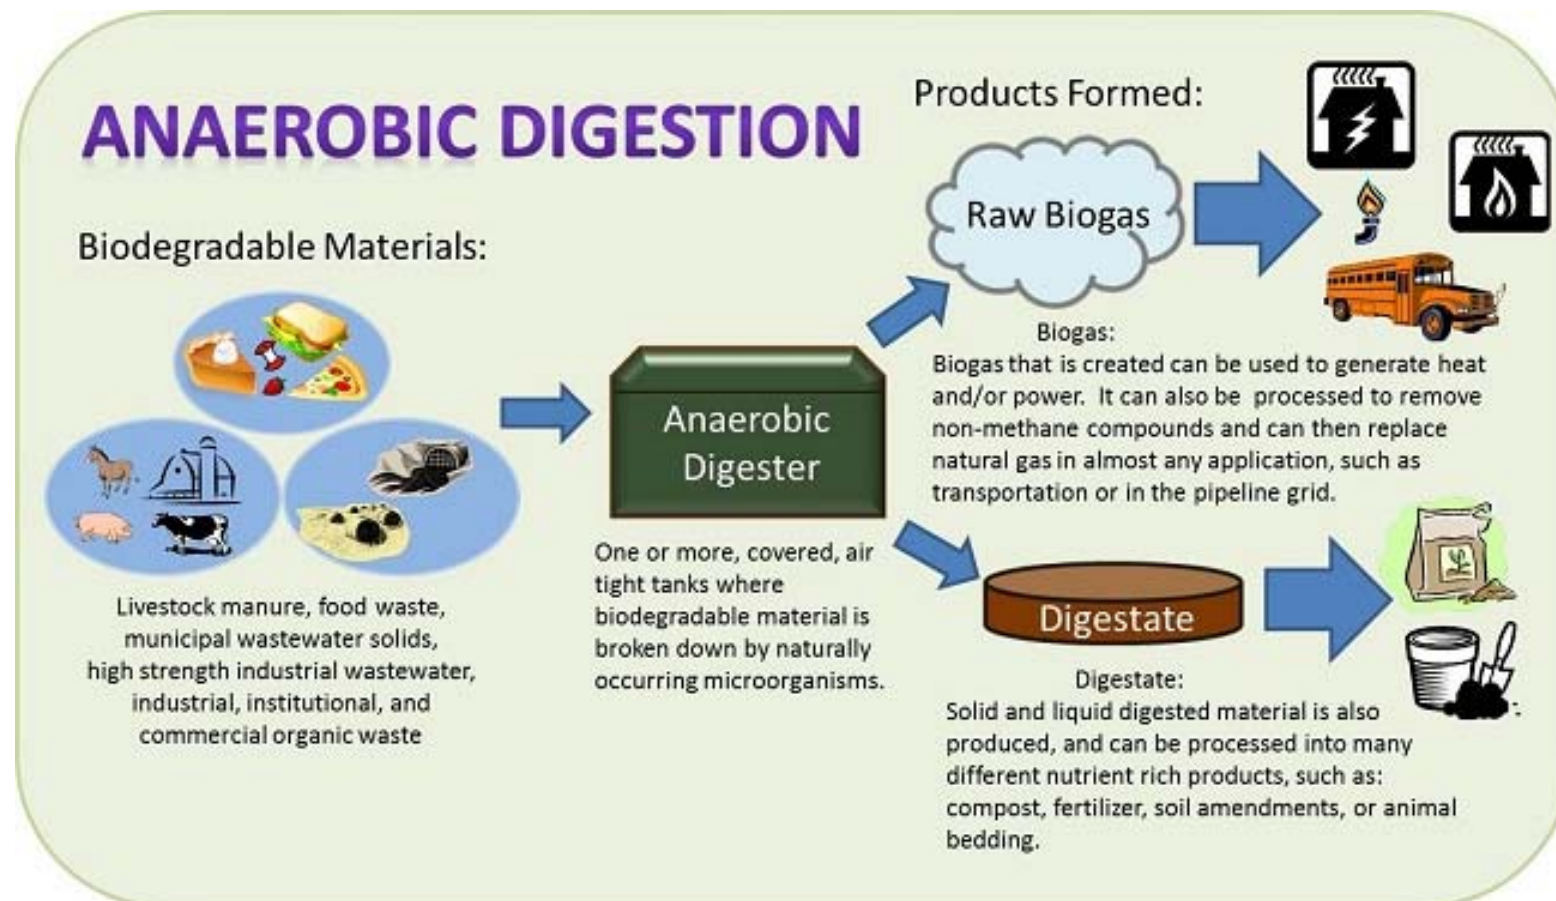 ANAEROBIC DIGESTION
Biodegradable Materials:
Livestock manure, food waste,
municipal wastewater solids,
high strength industrial wastewater,
industrial, institutional, and
commercial organic waste
Anaerobic
Digester
One or more, covered, air
tight tanks where
biodegradable material is
broken down by naturally
occurring microorganisms.
Products Formed:
Raw Biogas
Biogas:
Biogas that is created can be used to generate heat
and/or power. It can also be processed to remove
non-methane compounds and can then replace
natural gas in almost any application, such as
transportation or in the pipeline grid.
Digestate
Digestate:
Solid and liquid digested material is also
produced, and can be processed into many
different nutrient rich products, such as:
compost, fertilizer, soil amendments, or animal
bedding.